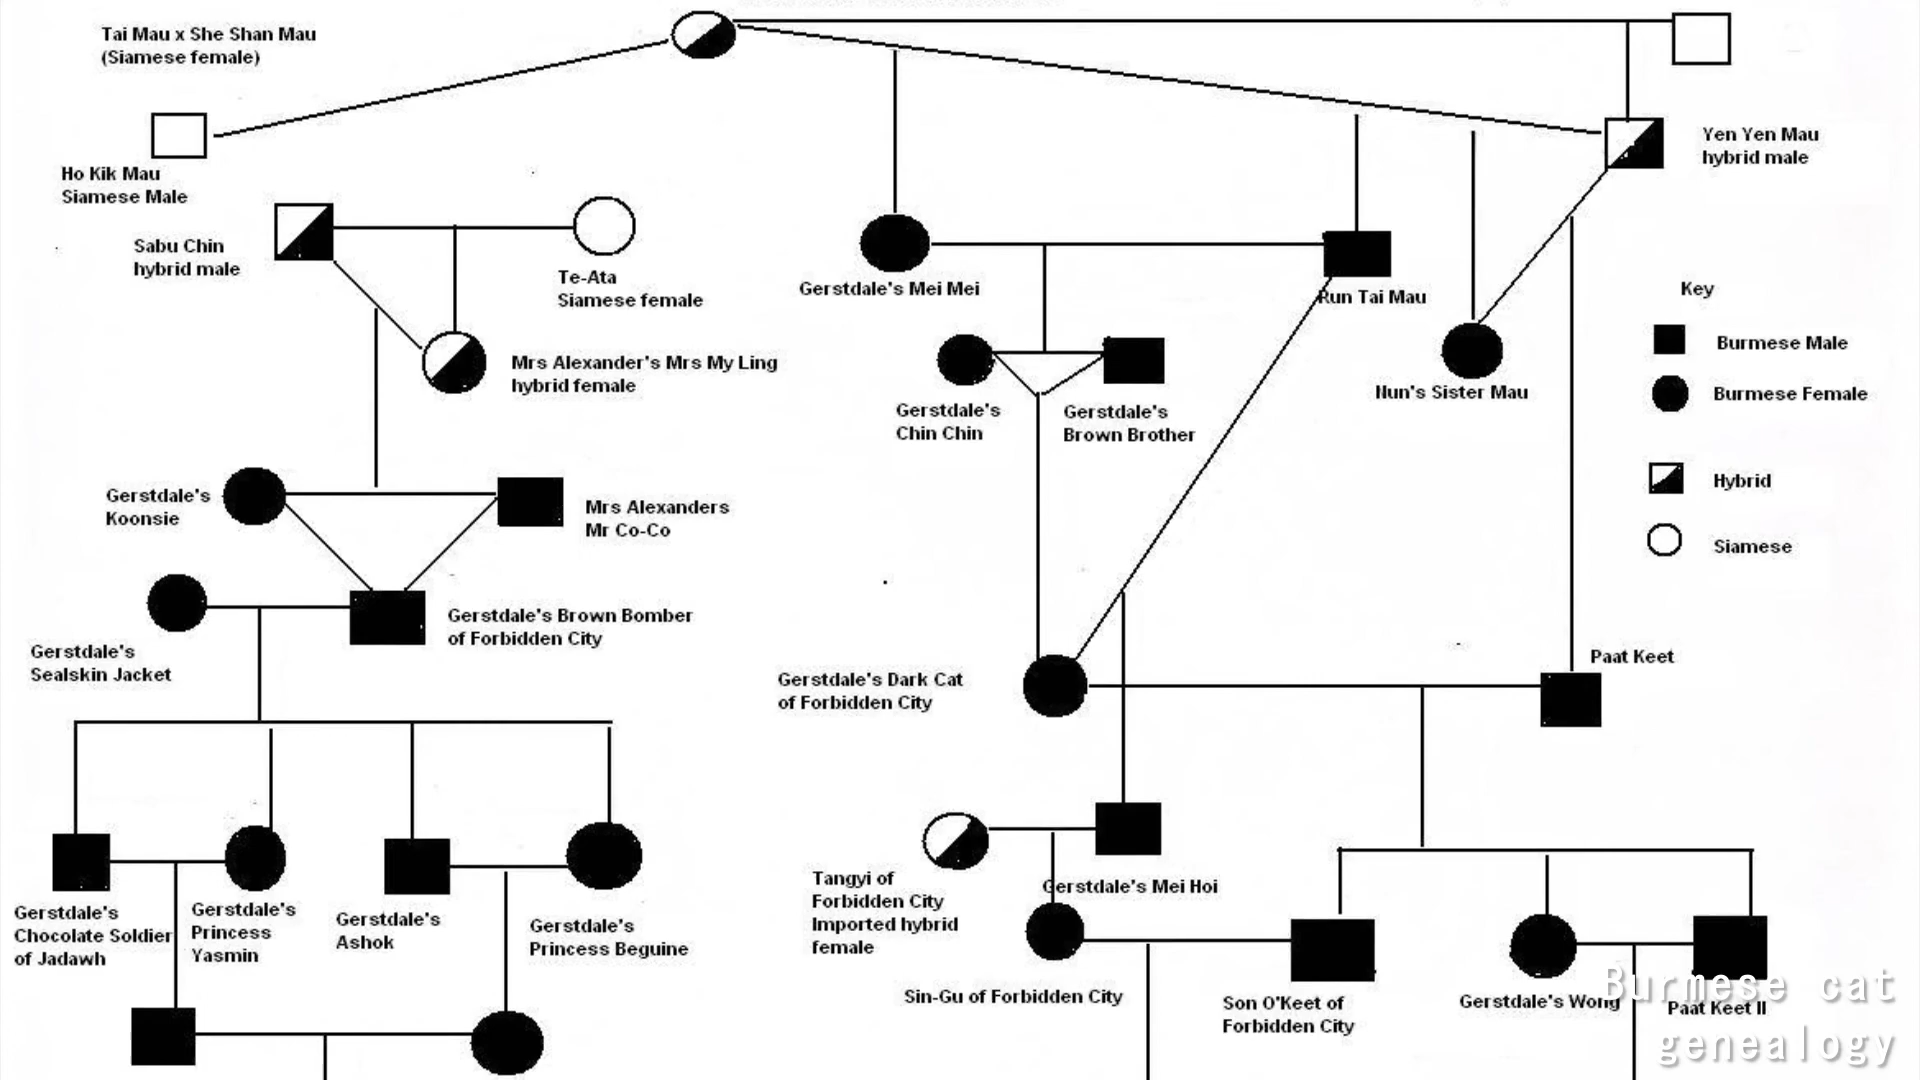 Tai Mau x She Shan Mau
(Siamese female)
Ho Kik Mau
Siamese Male
Yen Yen Mau
hybrid male
Sabu Chin
hybrid male
Te-Ata
Siamese female
Gerstdale's Mei Mei
Run Tai Mau
Key
Burmese Male
Burmese Female
Hybrid
Siamese
Mrs Alexander's Mrs My Ling
hybrid female
Gerstdale's
Chin Chin
Gerstdale's
Brown Brother
Nun's Sister Mau
Gerstdale's
Koonsie
Mrs Alexanders
Mr Co-Co
Gerstdale's Brown Bomber
of Forbidden City
Gerstdale's
Sealskin Jacket
Gerstdale's Dark Cat
of Forbidden City
Paat Keet
Gerstdale's
Chocolate Soldier
of Jadawh
Gerstdale's
Princess
Yasmin
Gerstdale's
Ashok
Gerstdale's
Princess Beguine
Tangyi of
Forbidden City
Imported hybrid
female
Gerstdale's Mei Hoi
Sin-Gu of Forbidden City
Son O'Keet of
Forbidden City
Gerstdale's Wong
Paat Keet II
Burmese cat
genealogy